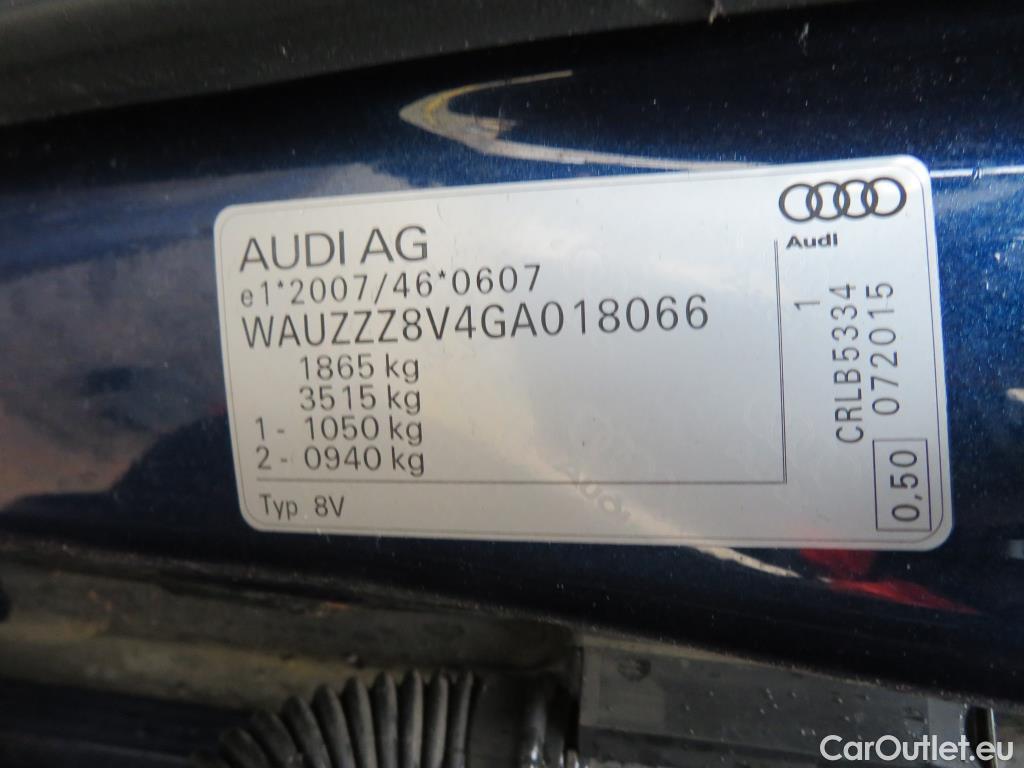 AUDI AG
e1*2007/46*0607
WAUZZZ8V4GA018066
1865 kg
3515 kg
1 - 1050 kg
2 - 0940 kg
Typ 8V
Audi
1
CRLB5334
072015
0,50
CarOutlet.eu